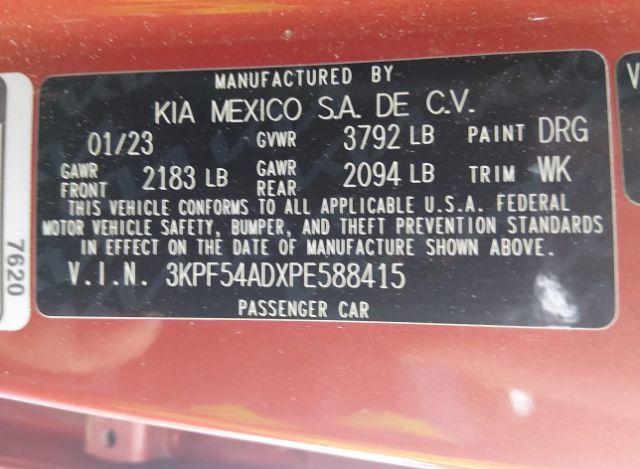 MANUFACTURED BY
KIA MEXICO S.A. DE C.V.
01/23 GVWR 3792 LB PAINT DRG
GAWR FRONT 2183 LB GAWR REAR 2094 LB TRIM WK
THIS VEHICLE CONFORMS TO ALL APPLICABLE U.S.A. FEDERAL
MOTOR VEHICLE SAFETY, BUMPER, AND THEFT PREVENTION STANDARDS
IN EFFECT ON THE DATE OF MANUFACTURE SHOWN ABOVE.
V.I.N. 3KPF54ADXPE588415
PASSENGER CAR
7620
V